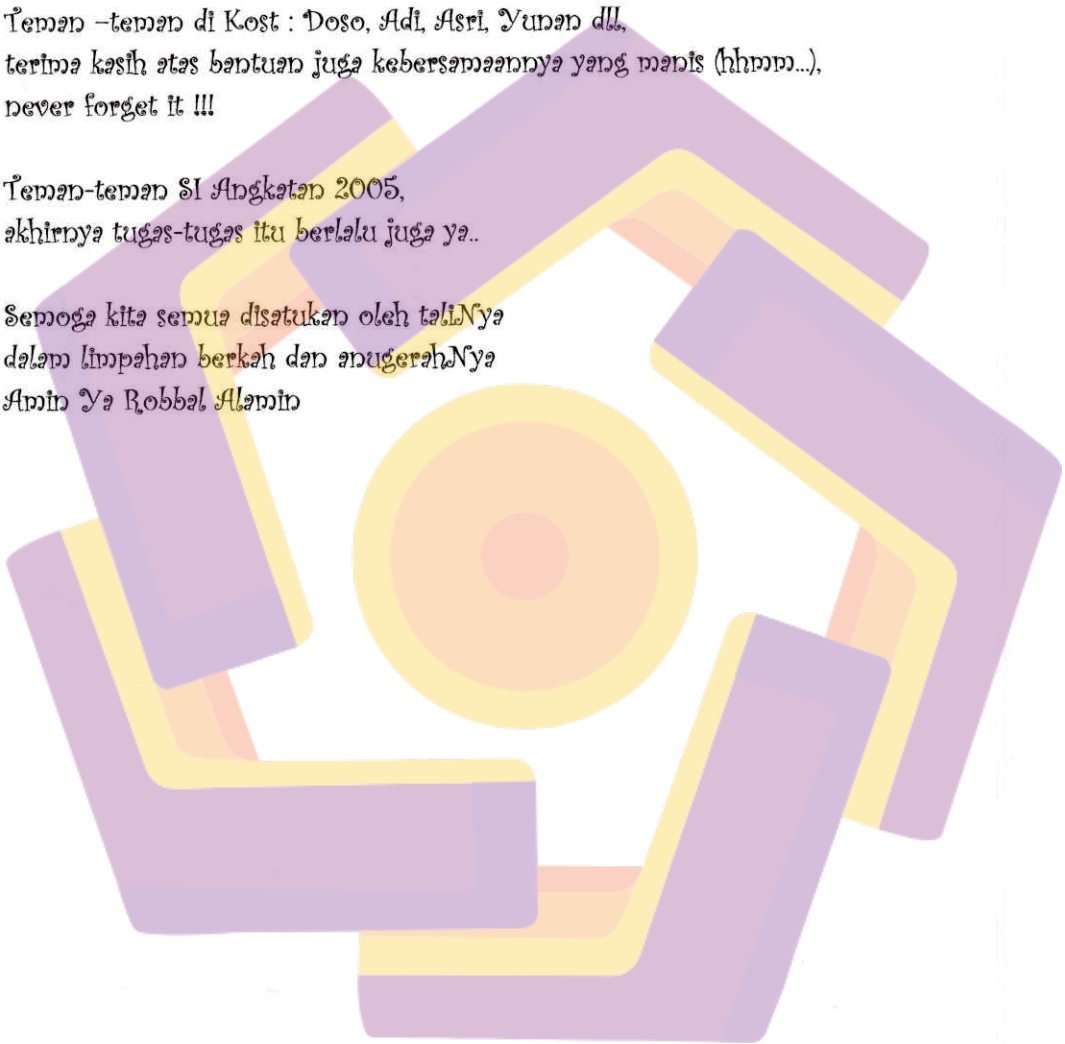 Teman –teman di Kost : Doso, Adi, Asri, Yunan dll,
terima kasih atas bantuan juga kebersamaannya yang manis (hhmm...),
never forget it !!!
Teman-teman SI Angkatan 2005,
akhirnya tugas-tugas itu berlalu juga ya..
Semoga kita semua disatukan oleh taliNya
dalam limpahan berkah dan anugerahNya
Amin Ya Robbal Alamin